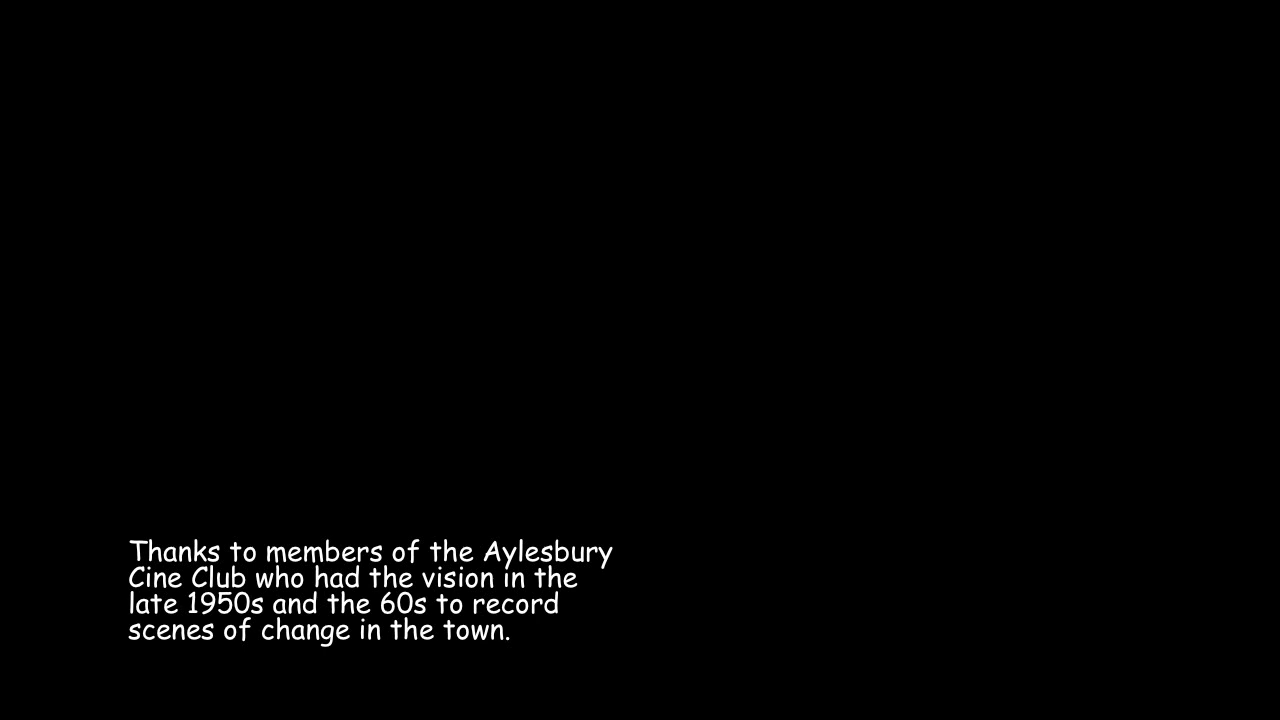 Thanks to members of the Aylesbury
Cine Club who had the vision in the
late 1950s and the 60s to record
scenes of change in the town.